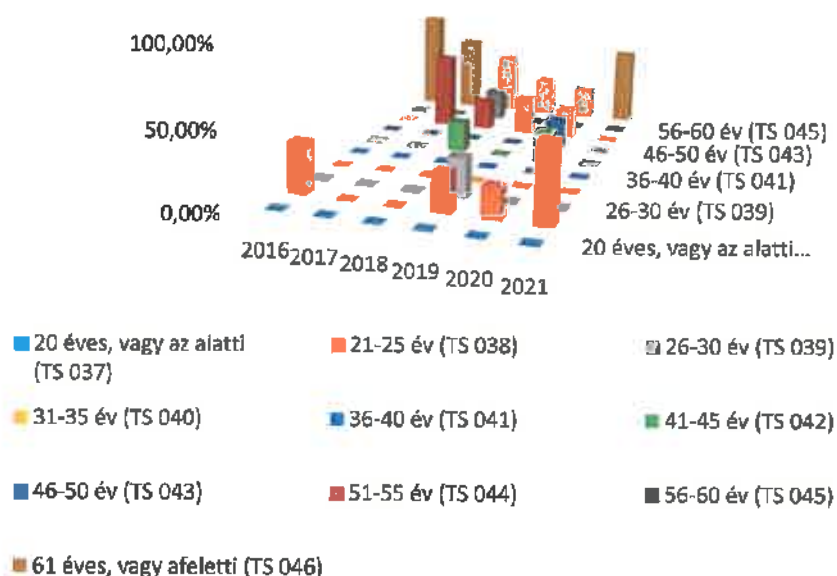 100,00%
50,00%
0,00%
2016
2017
2018
2019
2020
2021
56-60 év (TS 045)
46-50 év (TS 043)
36-40 év (TS 041)
26-30 év (TS 039)
20 éves, vagy az alatti...
20 éves, vagy az alatti
(TS 037)
21-25 év (TS 038)
26-30 év (TS 039)
31-35 év (TS 040)
36-40 év (TS 041)
41-45 év (TS 042)
46-50 év (TS 043)
51-55 év (TS 044)
56-60 év (TS 045)
61 éves, vagy afeletti (TS 046)